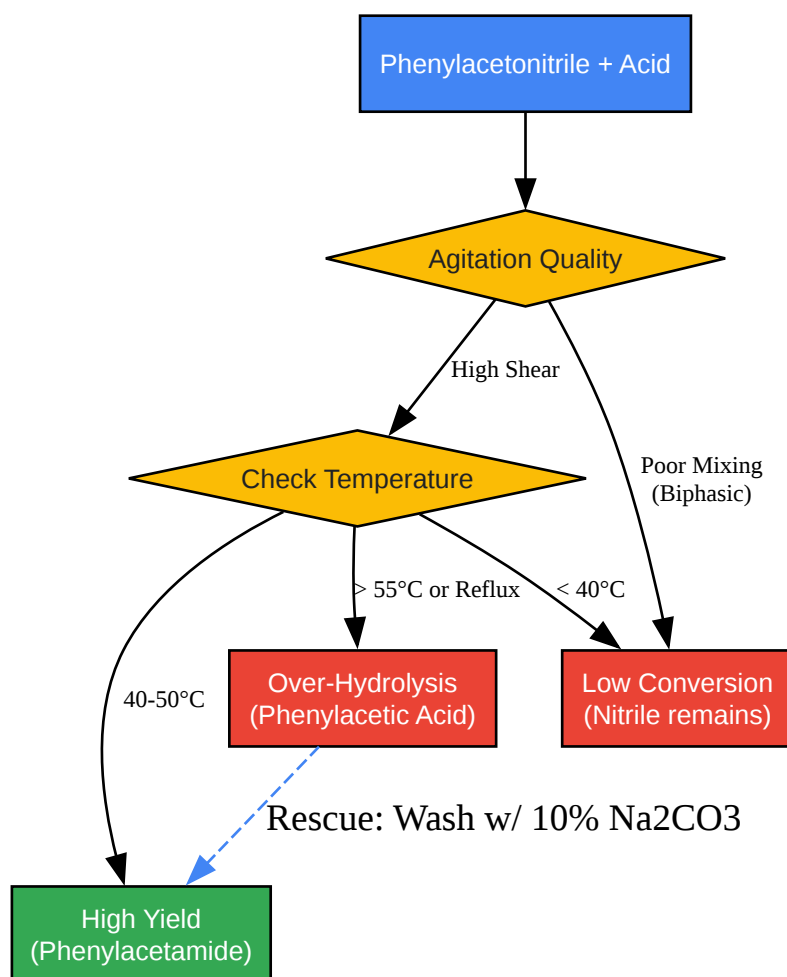 Phenylacetonitrile + Acid
Agitation Quality
High Shear
Poor Mixing
(Biphasic)
Check Temperature
> 55°C or Reflux
< 40°C
40-50°C
Over-Hydrolysis
(Phenylacetic Acid)
Low Conversion
(Nitrile remains)
Rescue: Wash w/ 10% Na2CO3
High Yield
(Phenylacetamide)